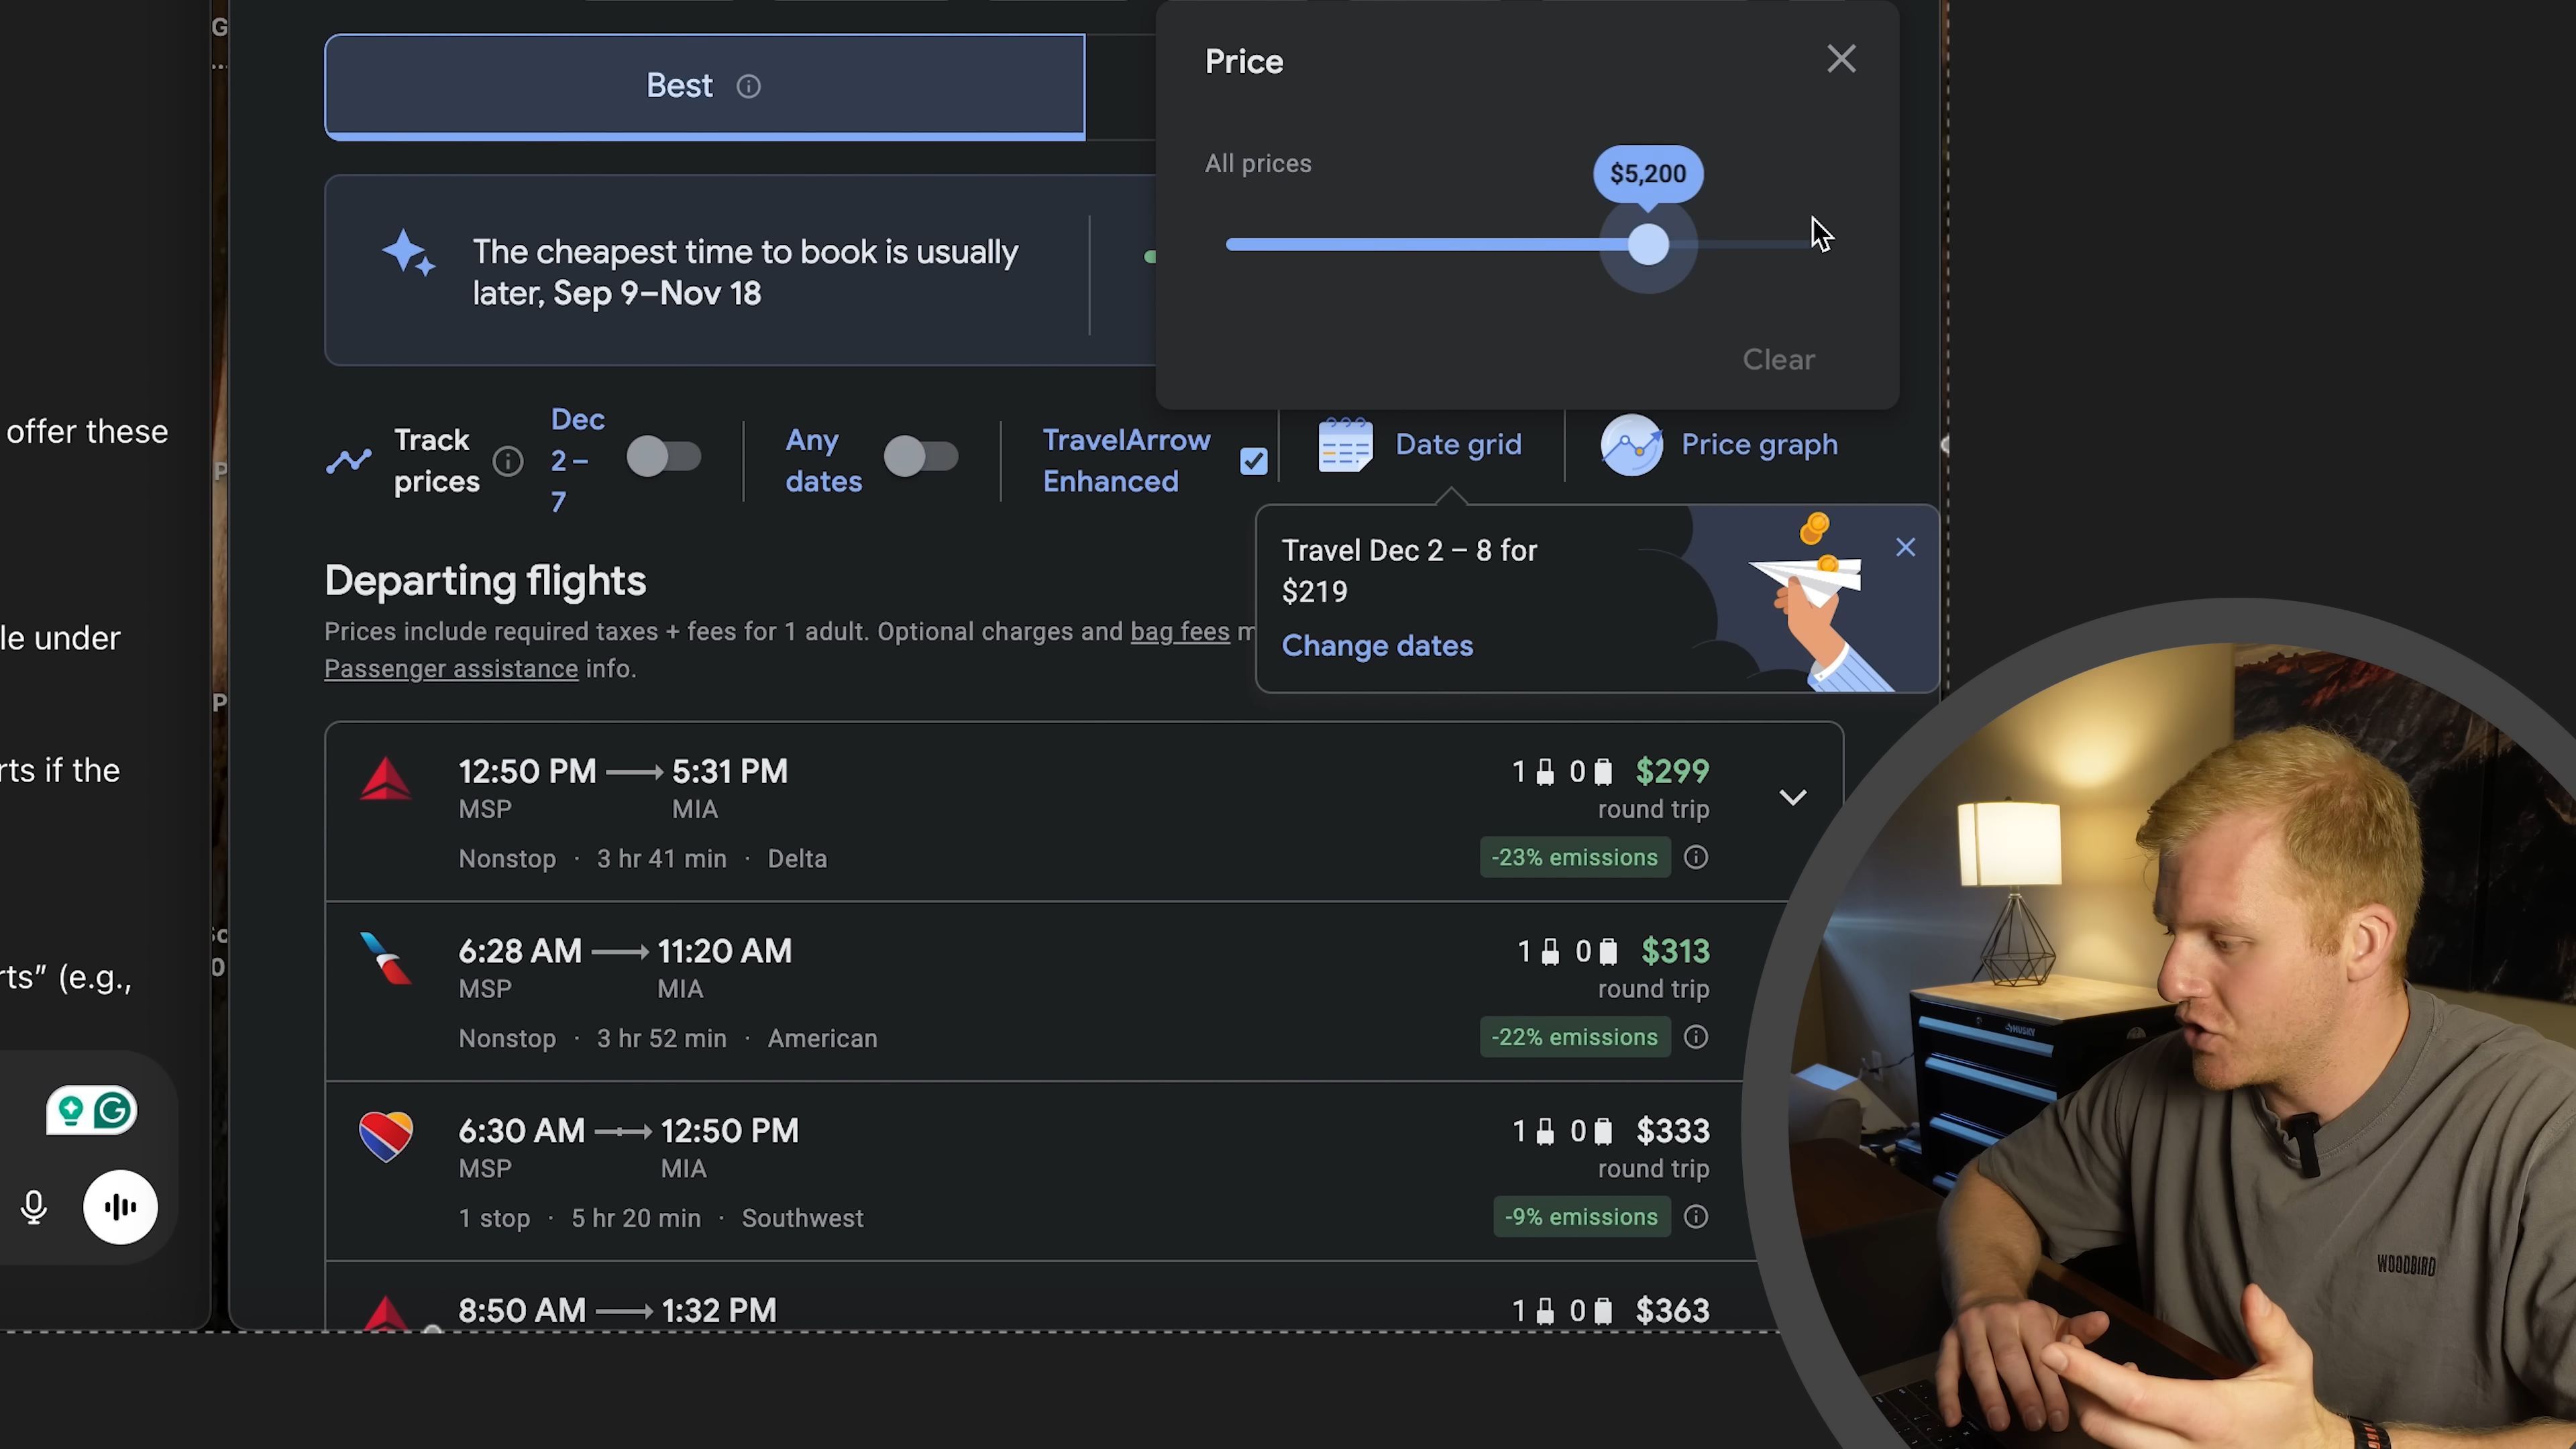 G
Best
Price
All prices
$5,200
Clear
The cheapest time to book is usually
later, Sep 9–Nov 18
offer these
le under
rts if the
rts" (e.g.,
P
P
0
Track
prices
Dec
2 –
7
Any
dates
TravelArrow
Enhanced
Date grid
Price graph
Travel Dec 2 – 8 for
$219
Change dates
Departing flights
Prices include required taxes + fees for 1 adult. Optional charges and bag fees m
Passenger assistance info.
12:50 PM 5:31 PM 1 0 $299
MSP MIA round trip
Nonstop · 3 hr 41 min · Delta -23% emissions
6:28 AM 11:20 AM 1 0 $313
MSP MIA round trip
Nonstop · 3 hr 52 min · American -22% emissions
6:30 AM 12:50 PM 1 0 $333
MSP MIA round trip
1 stop · 5 hr 20 min · Southwest -9% emissions
8:50 AM 1:32 PM 1 0 $363
HUSKY
WOODBIRD